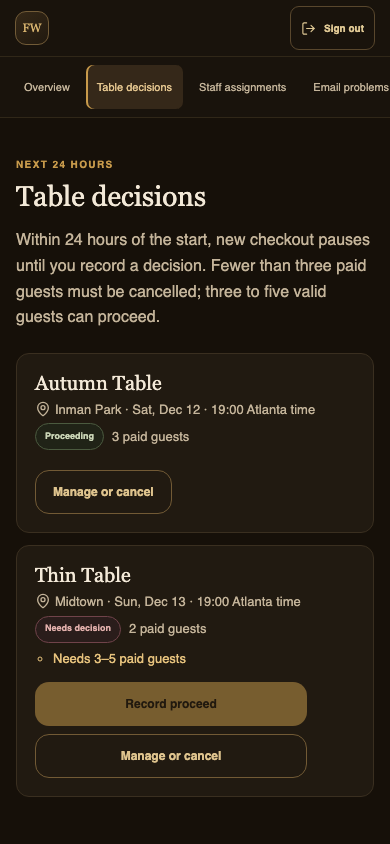 FW
Sign out
Overview
Table decisions
Staff assignments
Email problems
NEXT 24 HOURS
Table decisions
Within 24 hours of the start, new checkout pauses
until you record a decision. Fewer than three paid
guests must be cancelled; three to five valid
guests can proceed.
Autumn Table
Inman Park · Sat, Dec 12 · 19:00 Atlanta time
Proceeding 3 paid guests
Manage or cancel
Thin Table
Midtown · Sun, Dec 13 · 19:00 Atlanta time
Needs decision 2 paid guests
Needs 3–5 paid guests
Record proceed
Manage or cancel